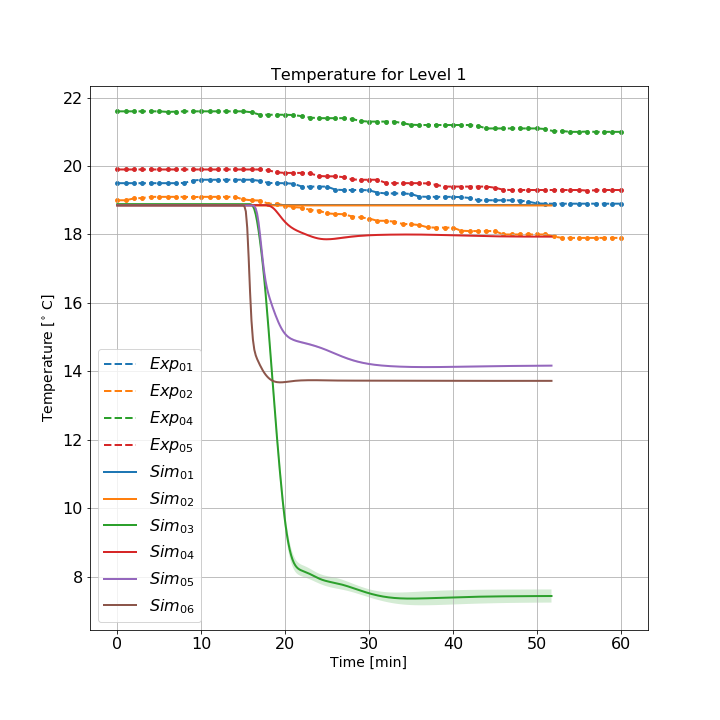 Temperature for Level 1
Temperature [° C]
22
20
18
16
14
12
10
8
Exp01
Exp02
Exp04
Exp05
Sim01
Sim02
Sim03
Sim04
Sim05
Sim06
0 10 20 30 40 50 60
Time [min]